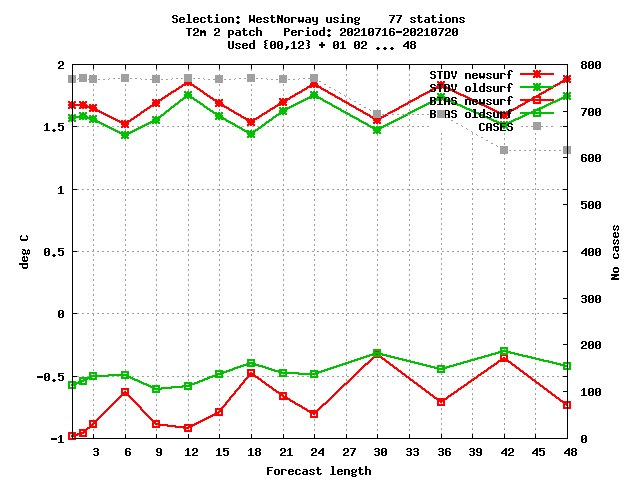 Selection: WestNorway using    77 stations
T2m 2 patch   Period: 20210716-20210720
Used {00,12} + 01 02 ... 48
STDV newsurf
STDV oldsurf
BIAS newsurf
BIAS oldsurf
CASES
2
1.5
1
0.5
0
-0.5
-1
deg C
800
700
600
500
400
300
200
100
0
No cases
3 6 9 12 15 18 21 24 27 30 33 36 39 42 45 48
Forecast length